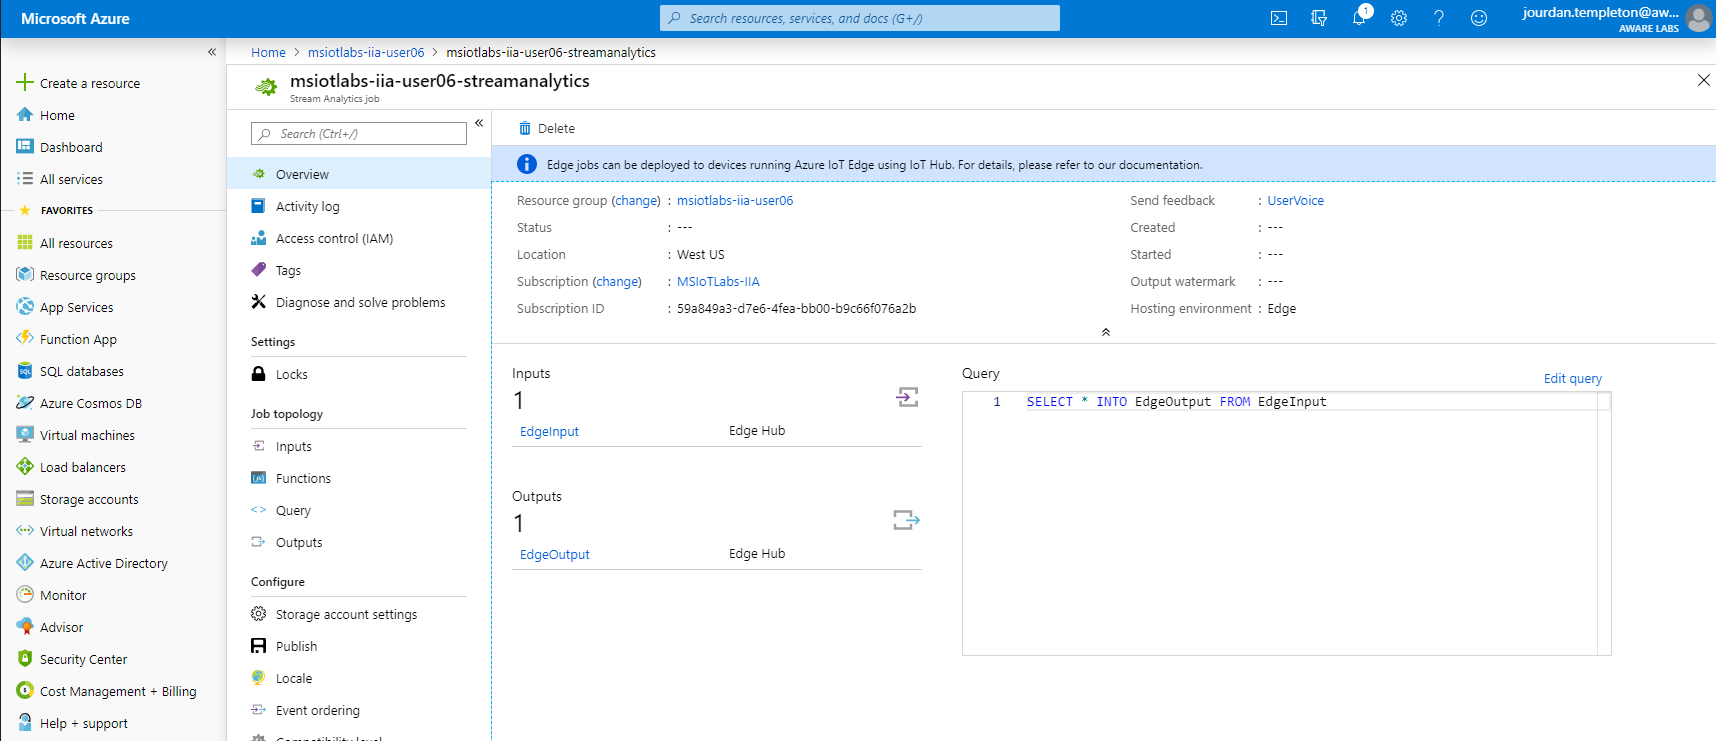 Microsoft Azure
Search resources, services, and docs (G+/)
1
jourdan.templeton@aw...
AWARE LABS
Create a resource
Home
Dashboard
All services
FAVORITES
All resources
Resource groups
App Services
Function App
SQL databases
Azure Cosmos DB
Virtual machines
Load balancers
Storage accounts
Virtual networks
Azure Active Directory
Monitor
Advisor
Security Center
Cost Management + Billing
Help + support
Home > msiotlabs-iia-user06 > msiotlabs-iia-user06-streamanalytics
msiotlabs-iia-user06-streamanalytics
Stream Analytics job
Search (Ctrl+/)
Overview
Activity log
Access control (IAM)
Tags
Diagnose and solve problems
Settings
Locks
Job topology
Inputs
Functions
Query
Outputs
Configure
Storage account settings
Publish
Locale
Event ordering
Compatibility level
Delete
Edge jobs can be deployed to devices running Azure IoT Edge using IoT Hub. For details, please refer to our documentation.
Resource group (change) : msiotlabs-iia-user06
Status : ---
Location : West US
Subscription (change) : MSIoTLabs-IIA
Subscription ID : 59a849a3-d7e6-4fea-bb00-b9c66f076a2b
Send feedback : UserVoice
Created : ---
Started : ---
Output watermark : ---
Hosting environment : Edge
Inputs
1
EdgeInput Edge Hub
Outputs
1
EdgeOutput Edge Hub
Query
Edit query
1 SELECT * INTO EdgeOutput FROM EdgeInput